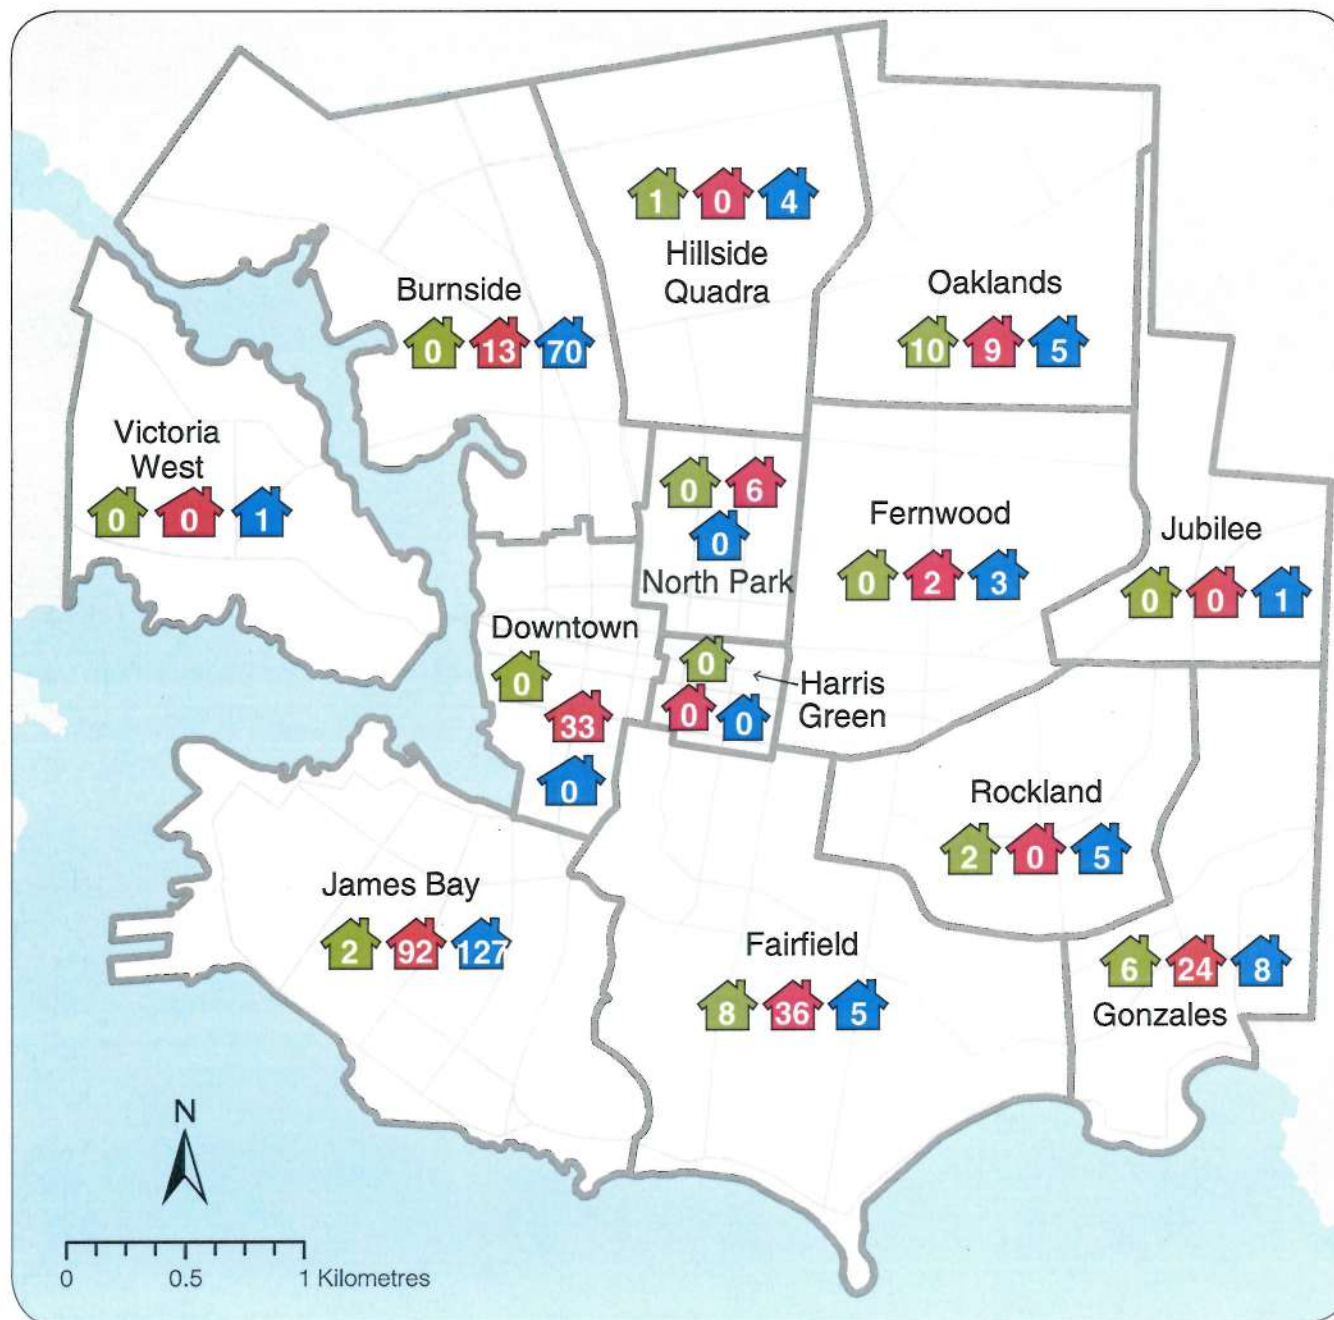 1 0 4
Hillside
Quadra
Burnside
0 13 70
Oaklands
10 9 5
Victoria
West
0 0 1
0 6
0
North Park
Fernwood
0 2 3
Jubilee
0 0 1
Downtown
0
33
0
0
0 0
Harris
Green
Rockland
2 0 5
James Bay
2 92 127
Fairfield
8 36 5
6 24 8
Gonzales
N
0 0.5 1 Kilometres